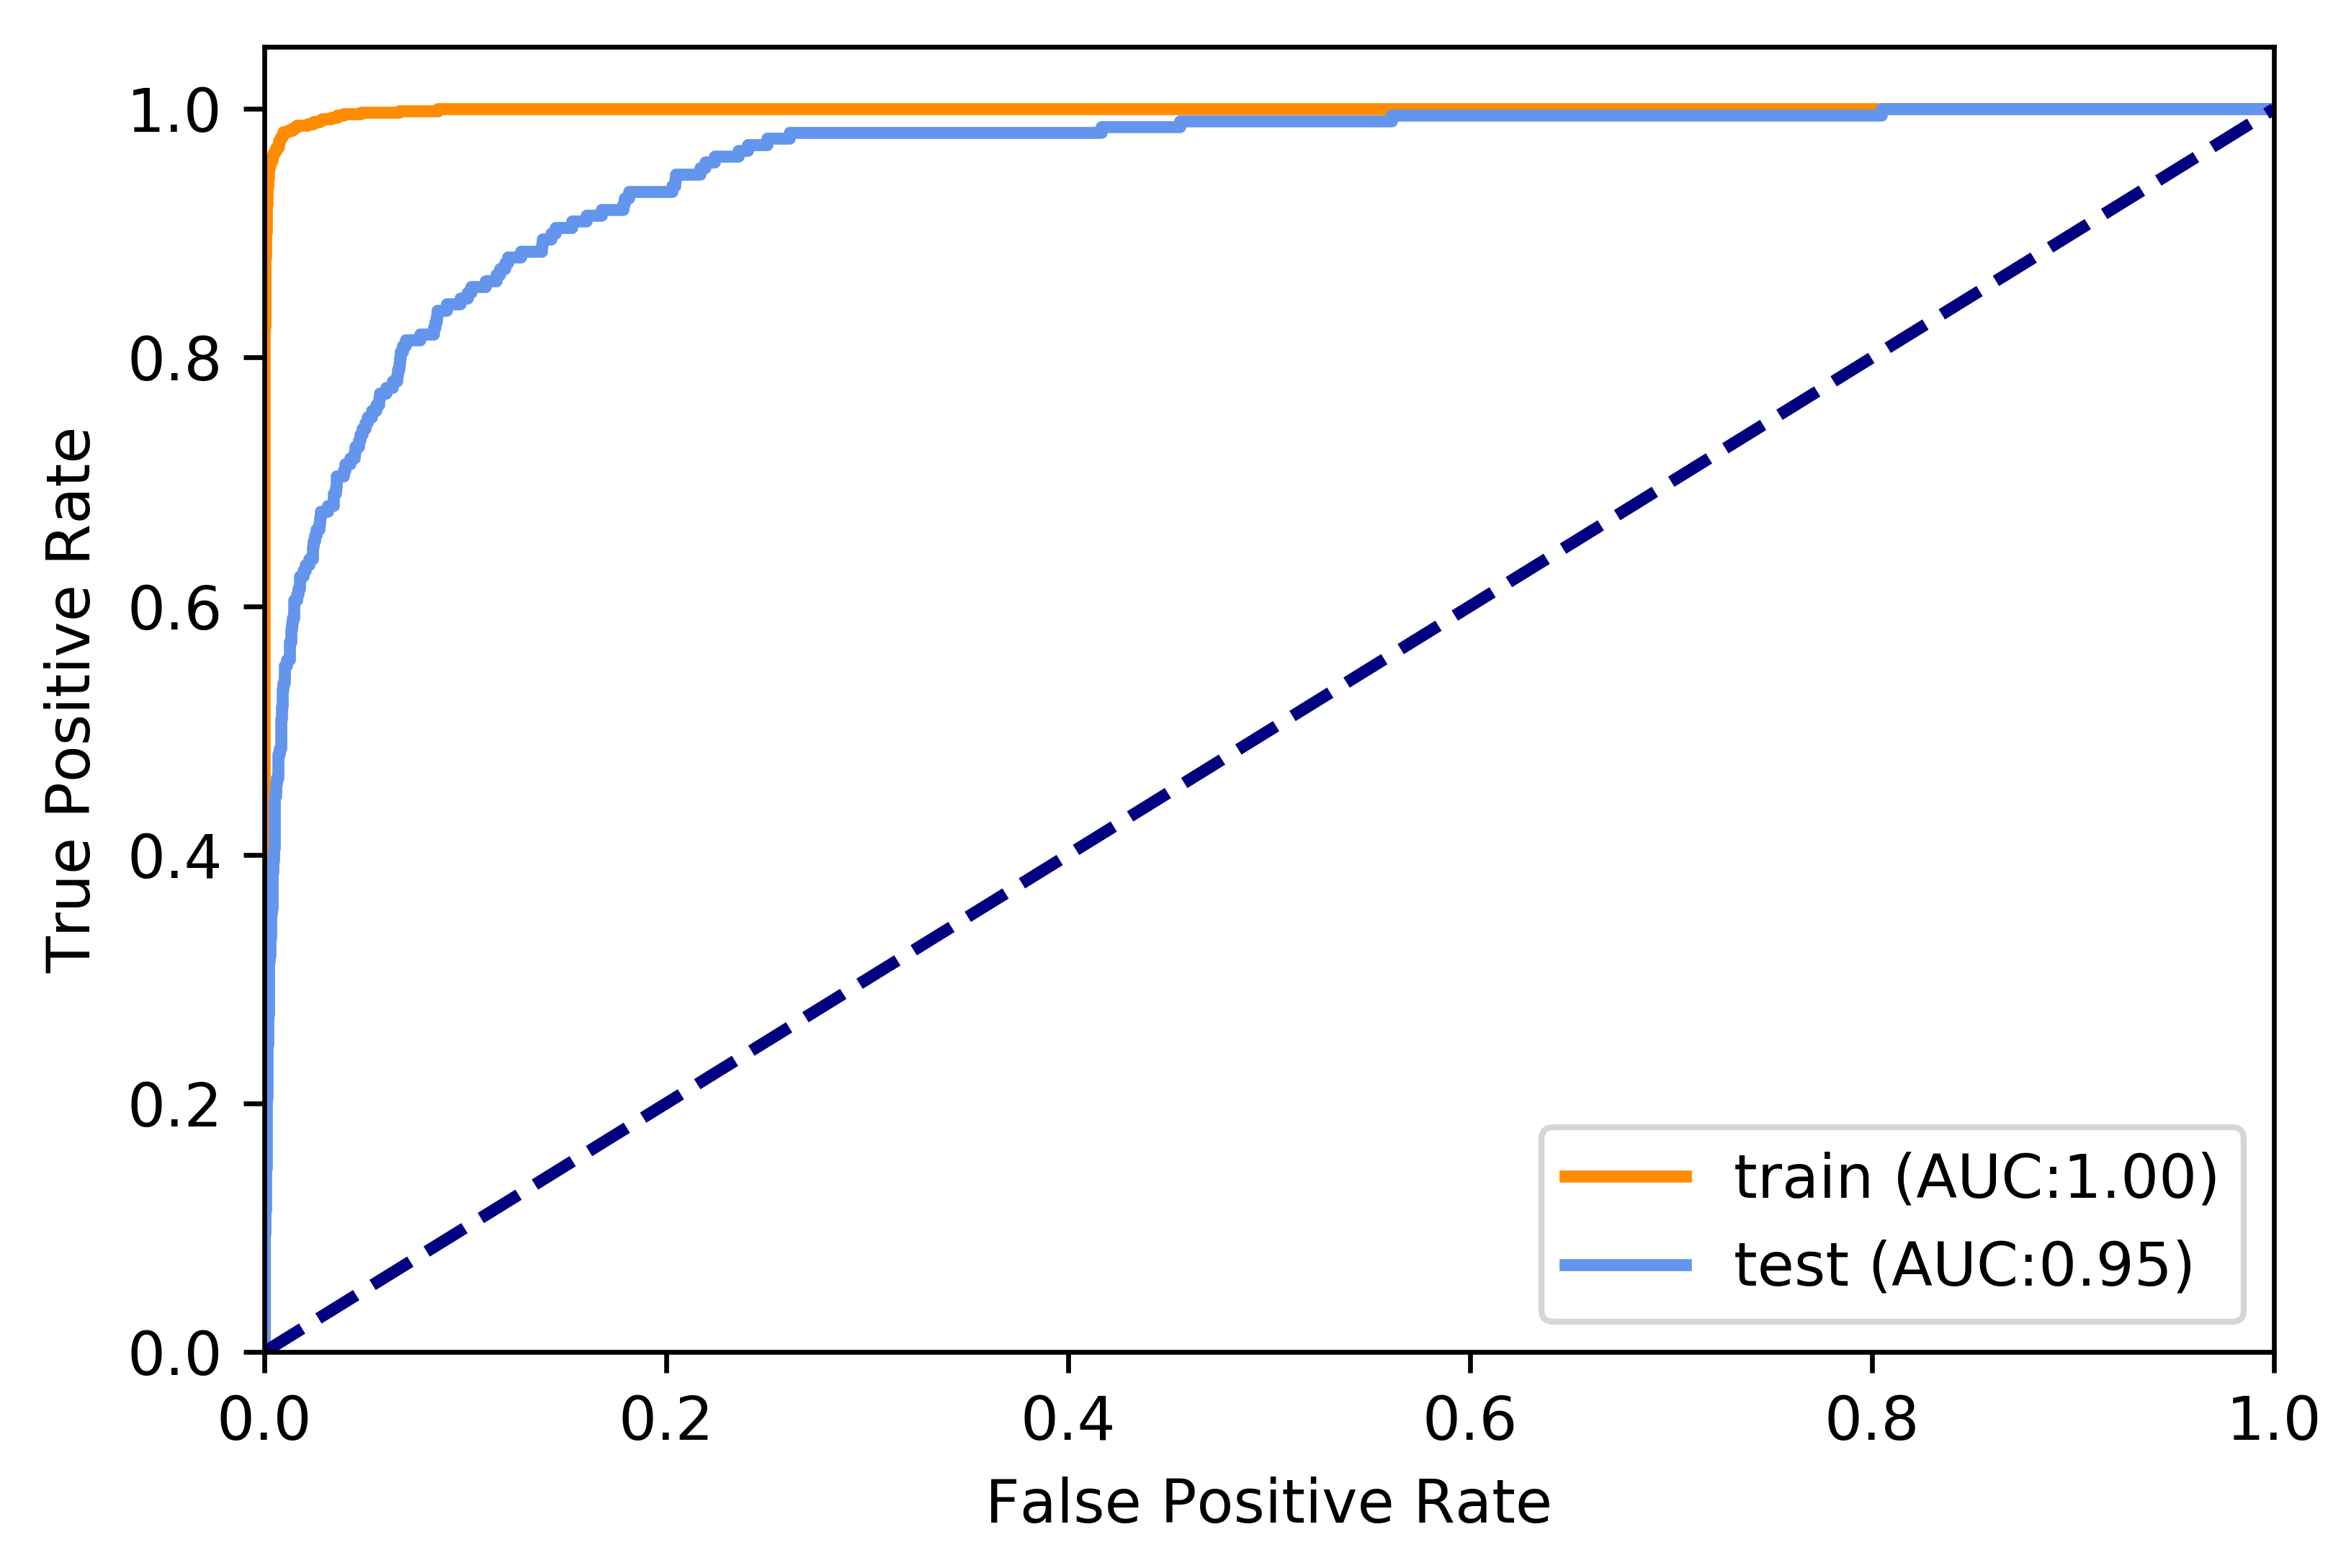 1.0
0.8
0.6
0.4
0.2
0.0
True Positive Rate
train (AUC:1.00)
test (AUC:0.95)
0.0 0.2 0.4 0.6 0.8 1.0
False Positive Rate